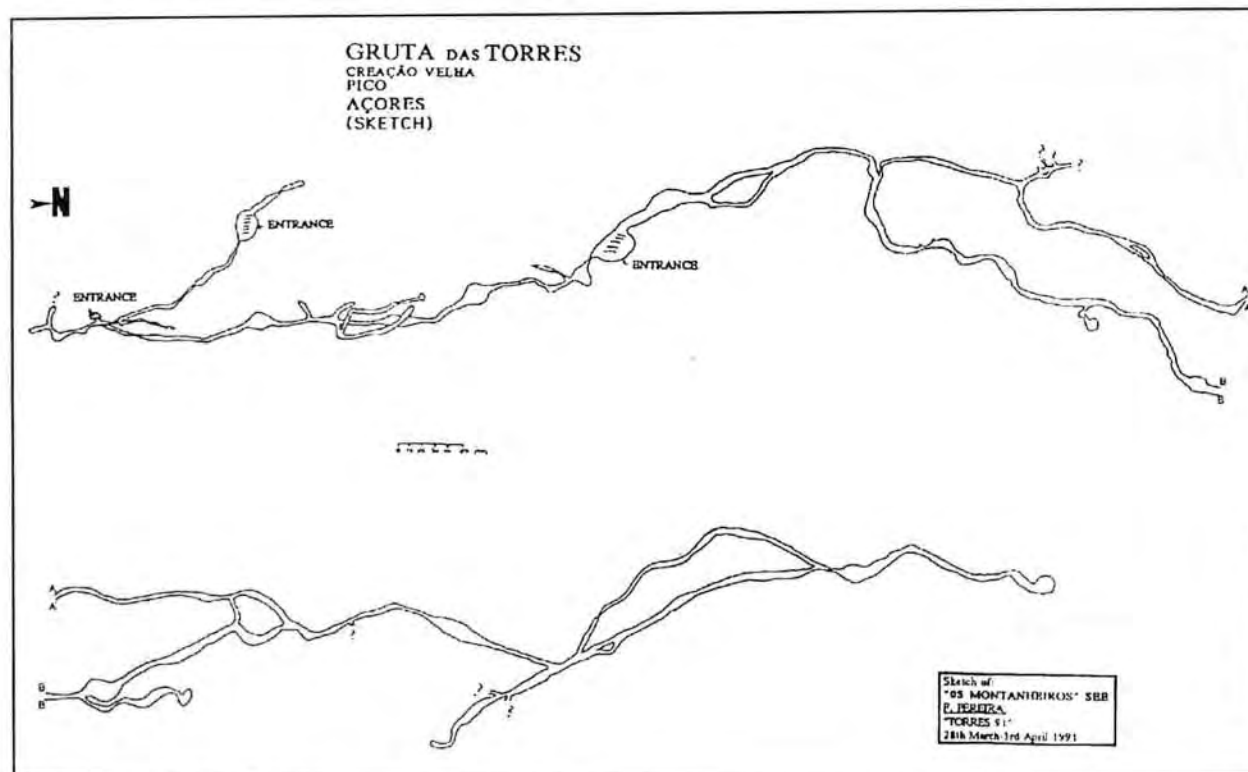 GRUTA DAS TORRES
CREAÇÃO VELHA
PICO
AÇORES
(SKETCH)
N
ENTRANCE
ENTRANCE
ENTRANCE
?
?
?
?
A
A
B
B
A
A
B
B
?
?
?
Sketch of:
"OS MONTANHEIROS" SEE
P. PEREIRA
"TORRES 91"
28th March-3rd April 1991